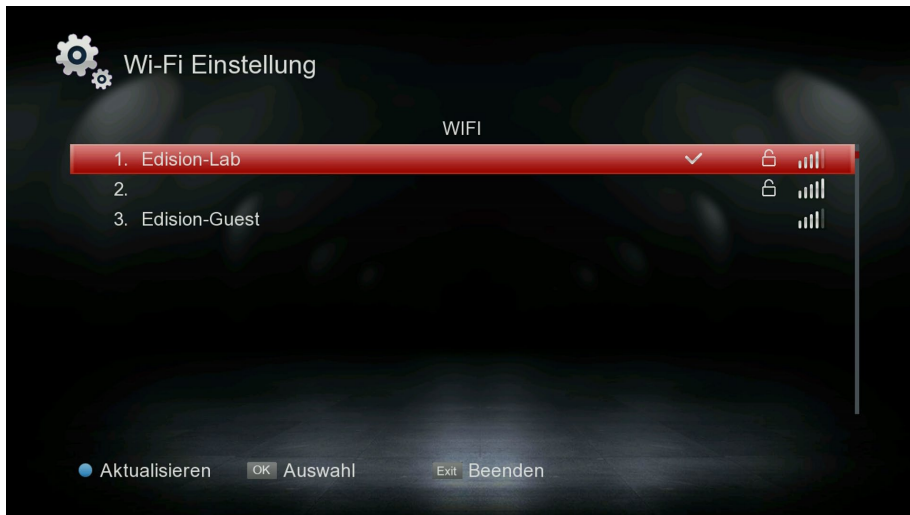 Wi-Fi Einstellung
WIFI
1. Edision-Lab
2.
3. Edision-Guest
Aktualisieren OK Auswahl Exit Beenden